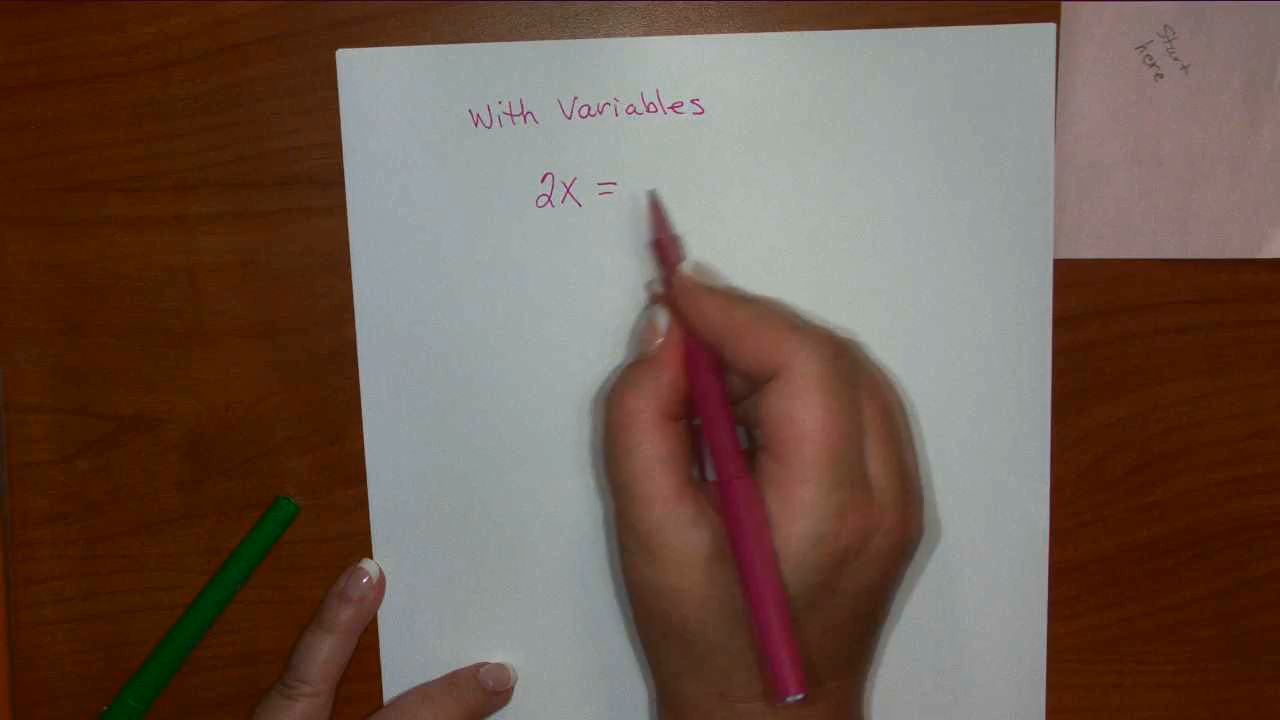 With Variables
2x =
Start
here